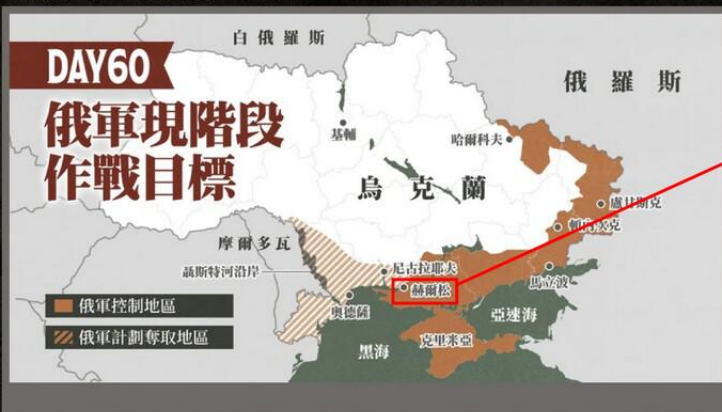 DAY60
俄軍現階段
作戰目標
白俄羅斯
俄羅斯
基輔
哈爾科夫
烏克蘭
盧甘斯克
頓內次克
摩爾多瓦
聶斯特河沿岸
尼古拉耶夫
赫爾松
馬立波
奧德薩
亞速海
克里米亞
黑海
俄軍控制地區
俄軍計劃奪取地區